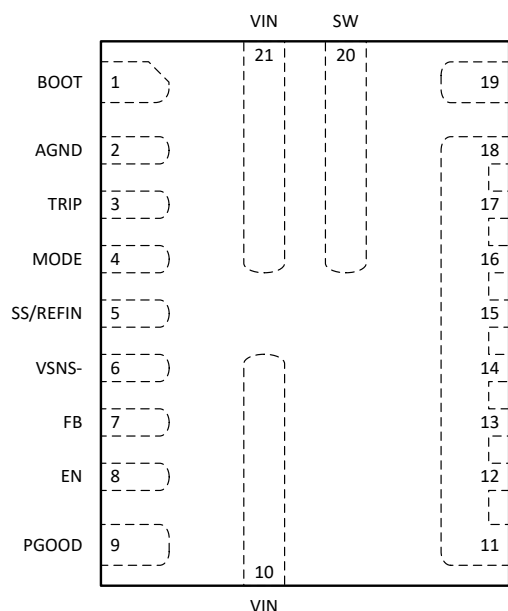 VIN SW
21 20
BOOT 1 19
AGND 2 18
TRIP 3 17
MODE 4 16
SS/REFIN 5 15
VSNS- 6 14
FB 7 13
EN 8 12
PGOOD 9 11
10
VIN